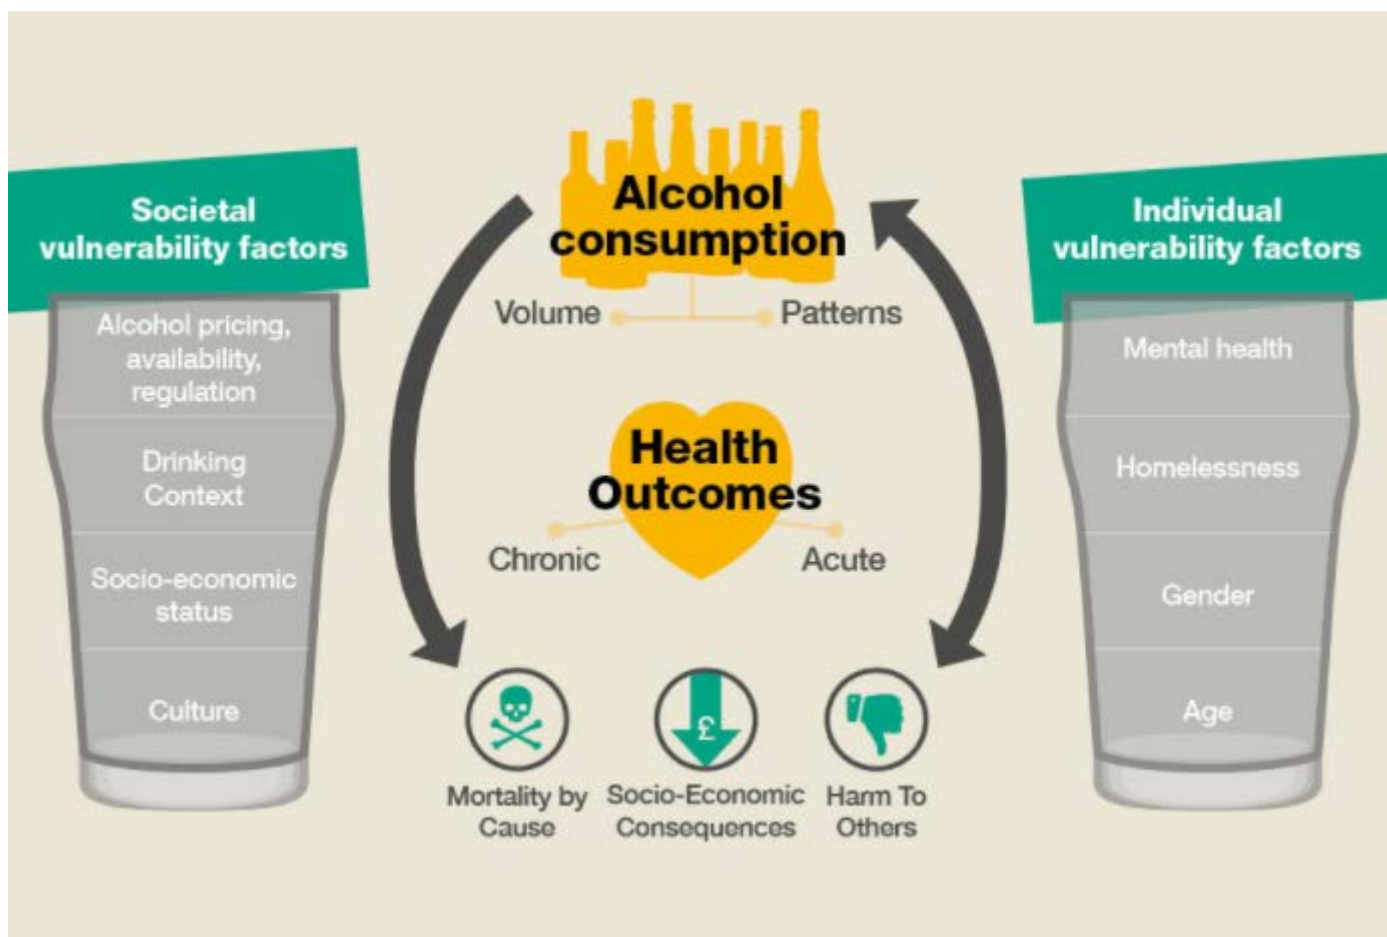 Societal
vulnerability factors
Alcohol pricing,
availability,
regulation
Drinking
Context
Socio-economic
status
Culture
Alcohol
consumption
Volume
Patterns
Health
Outcomes
Chronic
Acute
£
Mortality by
Cause
Socio-Economic
Consequences
Harm To
Others
Individual
vulnerability factors
Mental health
Homelessness
Gender
Age